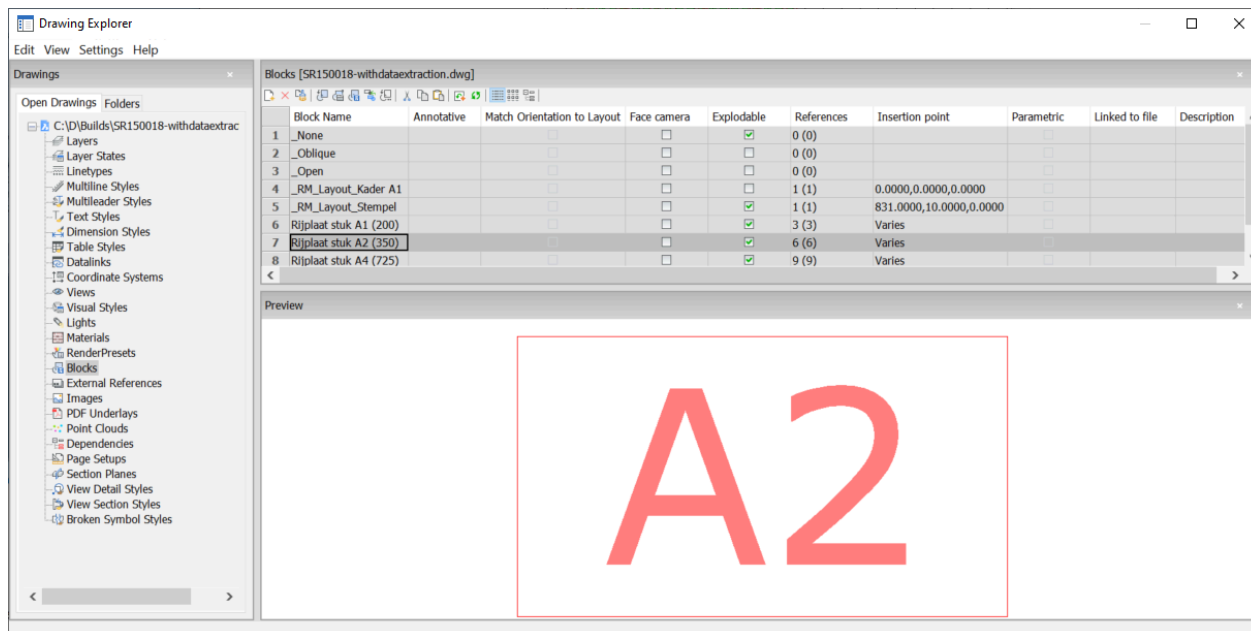 Drawing Explorer
Edit View Settings Help
Drawings
Open Drawings Folders
C:\D\Builds\SR150018-withdataextrac
Layers
Layer States
Linetypes
Multiline Styles
Multileader Styles
Text Styles
Dimension Styles
Table Styles
Datalinks
Coordinate Systems
Views
Visual Styles
Lights
Materials
RenderPresets
Blocks
External References
Images
PDF Underlays
Point Clouds
Dependencies
Page Setups
Section Planes
View Detail Styles
View Section Styles
Broken Symbol Styles
Blocks [SR150018-withdataextraction.dwg]
Block Name Annotative Match Orientation to Layout Face camera Explodable References Insertion point Parametric Linked to file Description
1 _None 0 (0)
2 _Oblique 0 (0)
3 _Open 0 (0)
4 _RM_Layout_Kader A1 1 (1) 0.0000,0.0000,0.0000
5 _RM_Layout_Stempel 1 (1) 831.0000,10.0000,0.0000
6 Rijplaat stuk A1 (200) 3 (3) Varies
7 Rijplaat stuk A2 (350) 6 (6) Varies
8 Rijplaat stuk A4 (725) 9 (9) Varies
Preview
A2